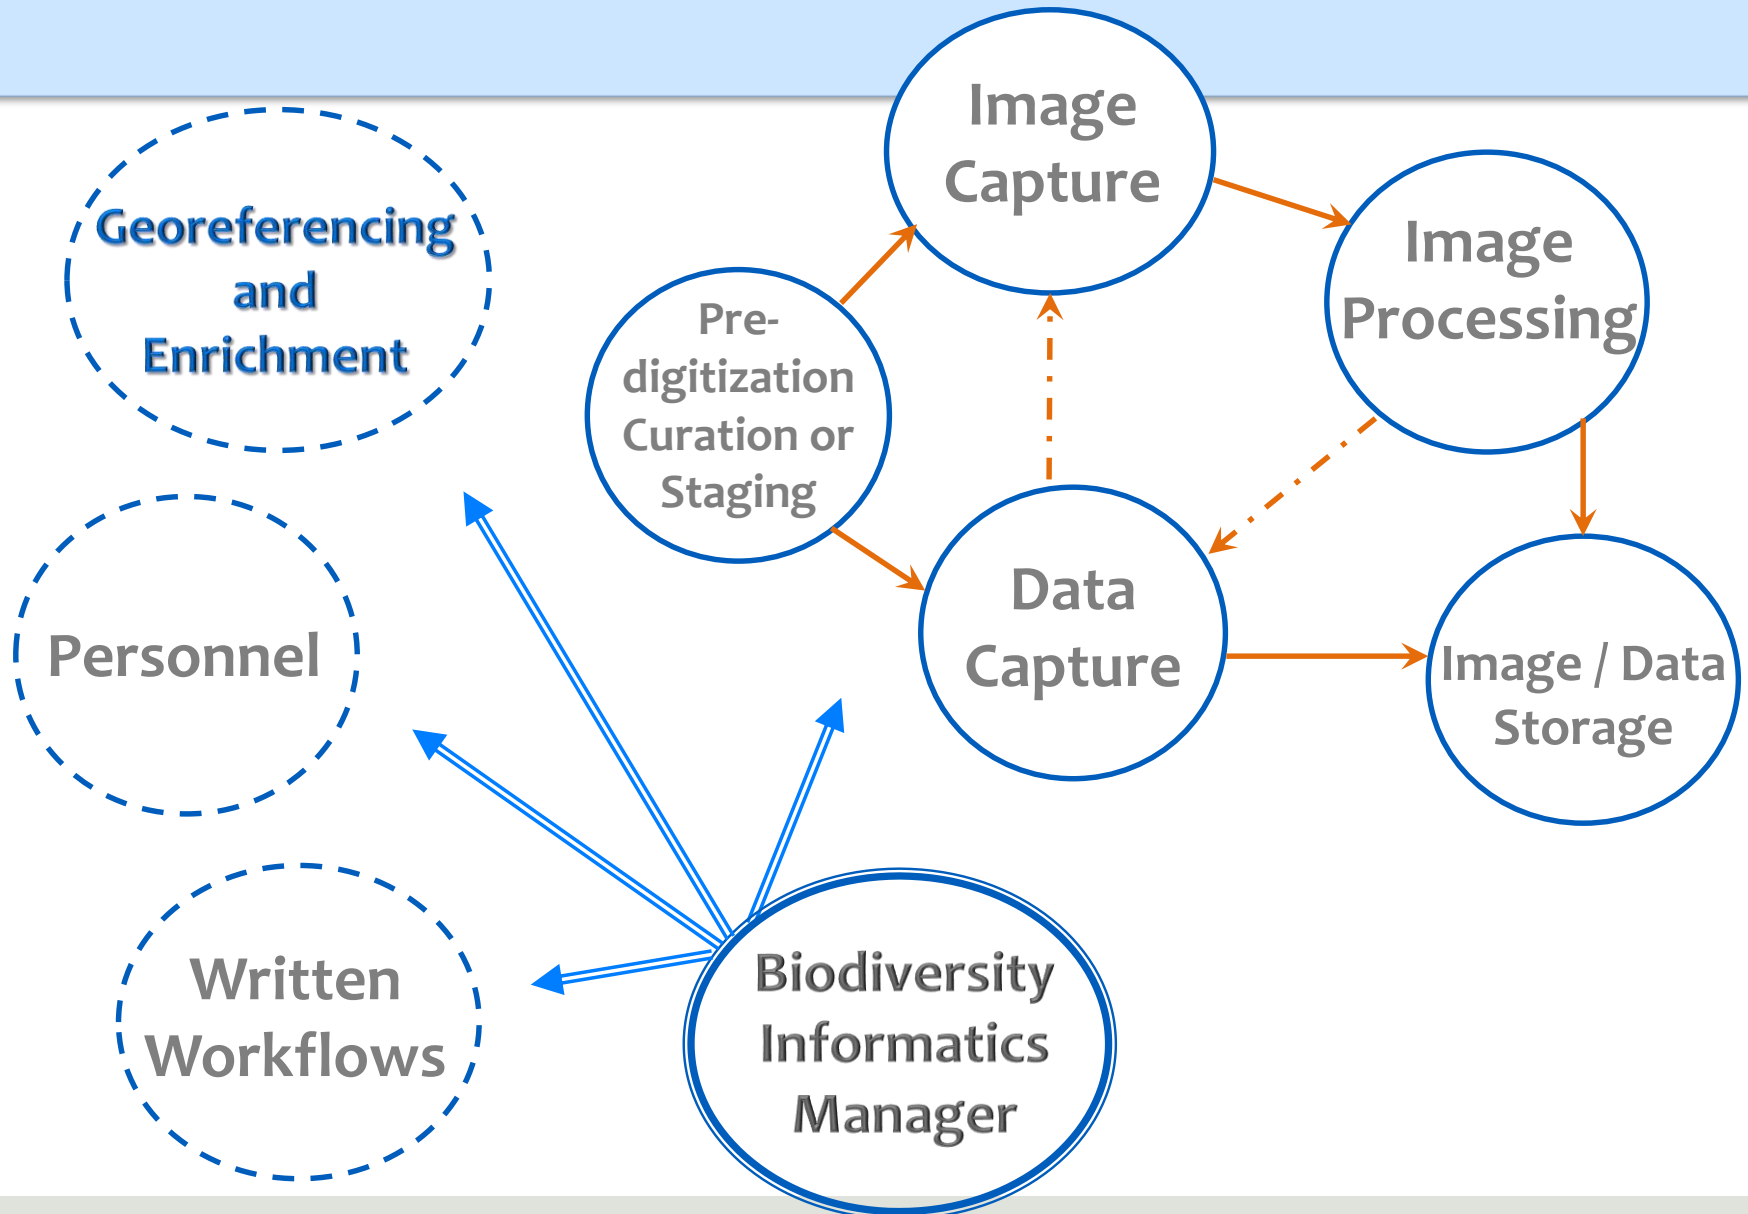 Image
Capture
Image
Processing
Georeferencing
and
Enrichment
Pre-
digitization
Curation or
Staging
Data
Capture
Personnel
Image / Data
Storage
Written
Workflows
Biodiversity
Informatics
Manager